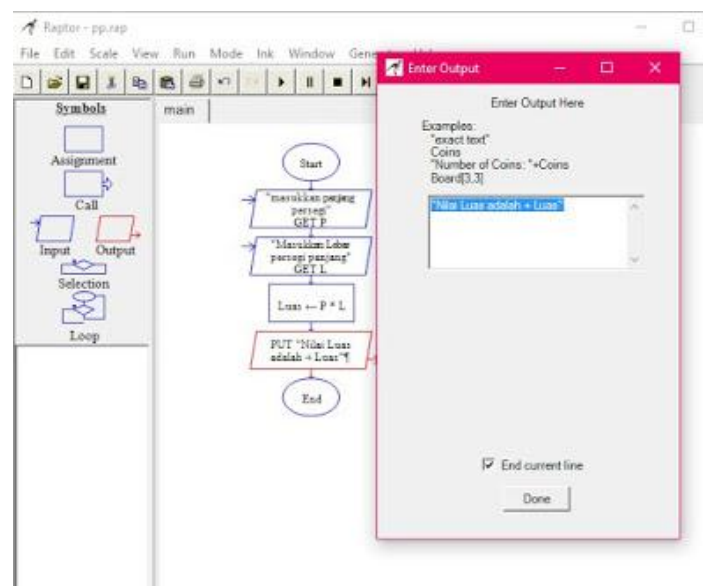 Raptor - pp.rap
File Edit Scale View Run Mode Ink Window
Symbols
Assignment
Call
Input Output
Selection
Loop
main
Start
"masukkan panjang
persegi"
GET P
"Masukkan Lebar
persegi panjang"
GET L
Luas ← P * L
PUT "Nilai Luas
adalah + Luas"¶
End
Enter Output
Enter Output Here
Examples:
"exact text"
Coins
"Number of Coins: "+Coins
Board[3,3]
"Nilai Luas adalah + Luas"
End current line
Done